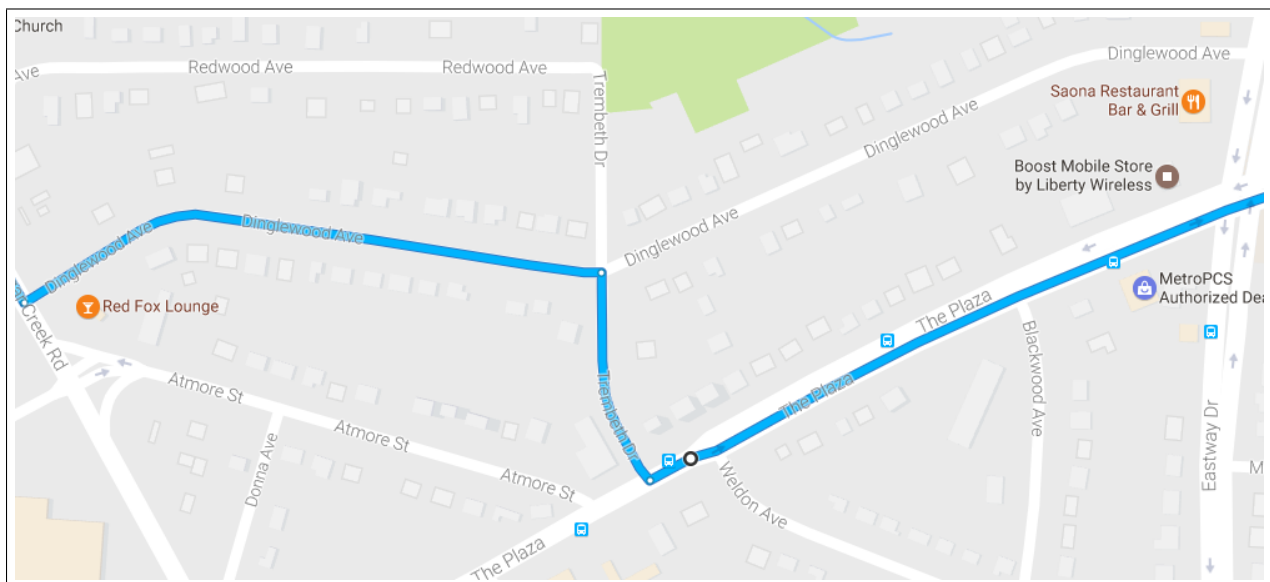 Church
Ave
Redwood Ave
Redwood Ave
Trembeth Dr
Dinglewood Ave
Saona Restaurant
Bar & Grill
Dinglewood Ave
Boost Mobile Store
by Liberty Wireless
Dinglewood Ave
Dinglewood Ave
Dinglewood Ave
MetroPCS
Authorized
Red Fox Lounge
Creek Rd
The Plaza
Blackwood Ave
Atmore St
The Plaza
Trembeth Dr
Atmore St
Eastway Dr
Donna Ave
Atmore St
Weldon Ave
The Plaza